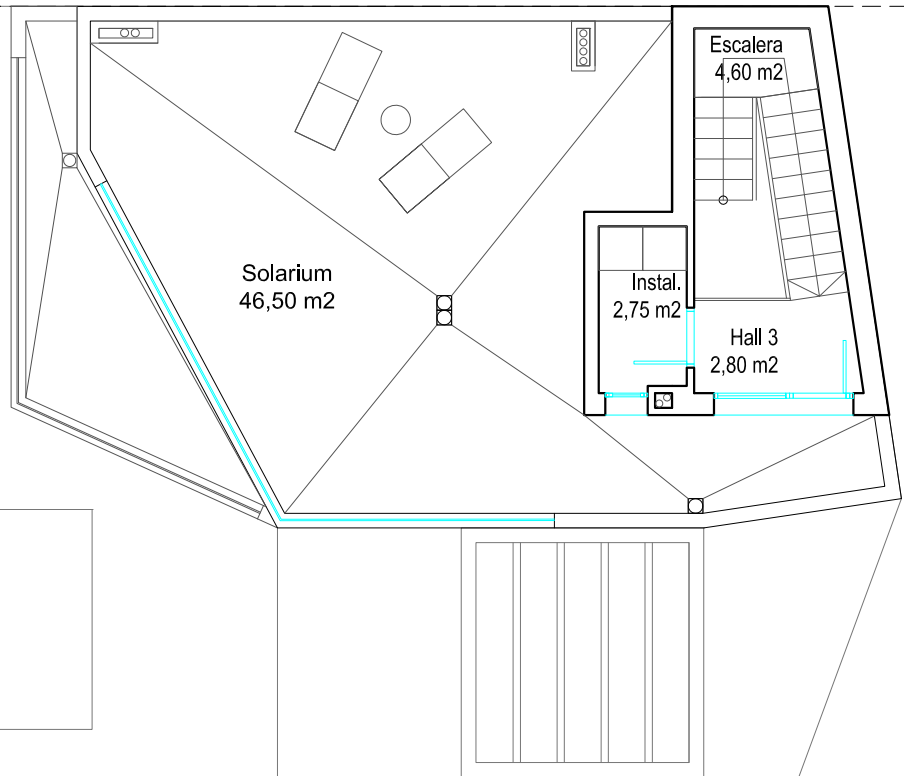 Escalera
4,60 m2
Solarium
46,50 m2
Instal.
2,75 m2
Hall 3
2,80 m2